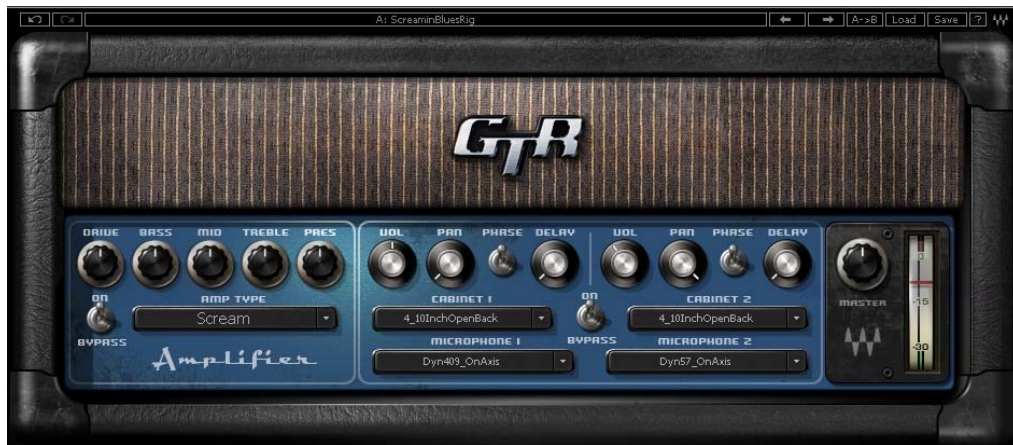 A: ScreaminBluesRig A->B Load Save ?
GTR
DRIVE BASS MID TREBLE PRES VOL PAN PHASE DELAY VOL PAN PHASE DELAY
ON AMP TYPE CABINET 1 ON CABINET 2 MASTER
Scream 4_10InchOpenBack 4_10InchOpenBack
BYPASS MICROPHONE 1 BYPASS MICROPHONE 2
Amplifier Dyn409_OnAxis Dyn57_OnAxis
0
-15
-30